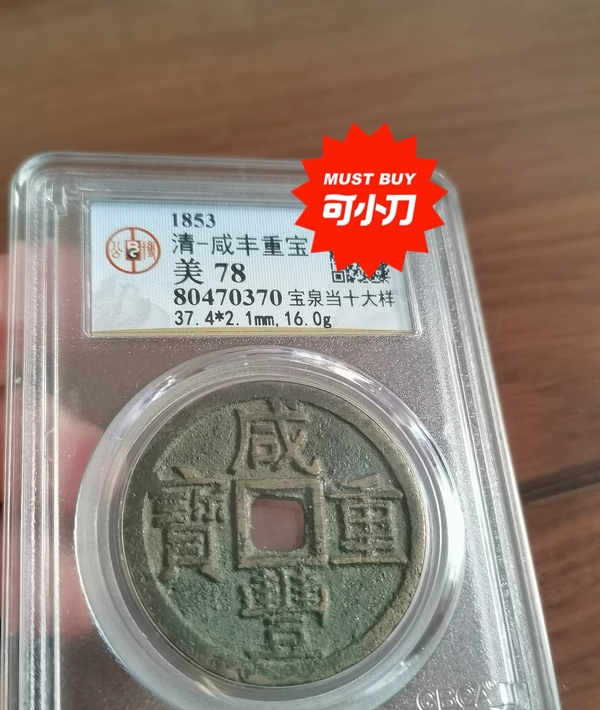 MUST BUY
可小刀
1853
清-咸丰重宝
美 78
80470370 宝泉当十大样
37.4*2.1mm,16.0g
咸
寶 重
豐
GBCA